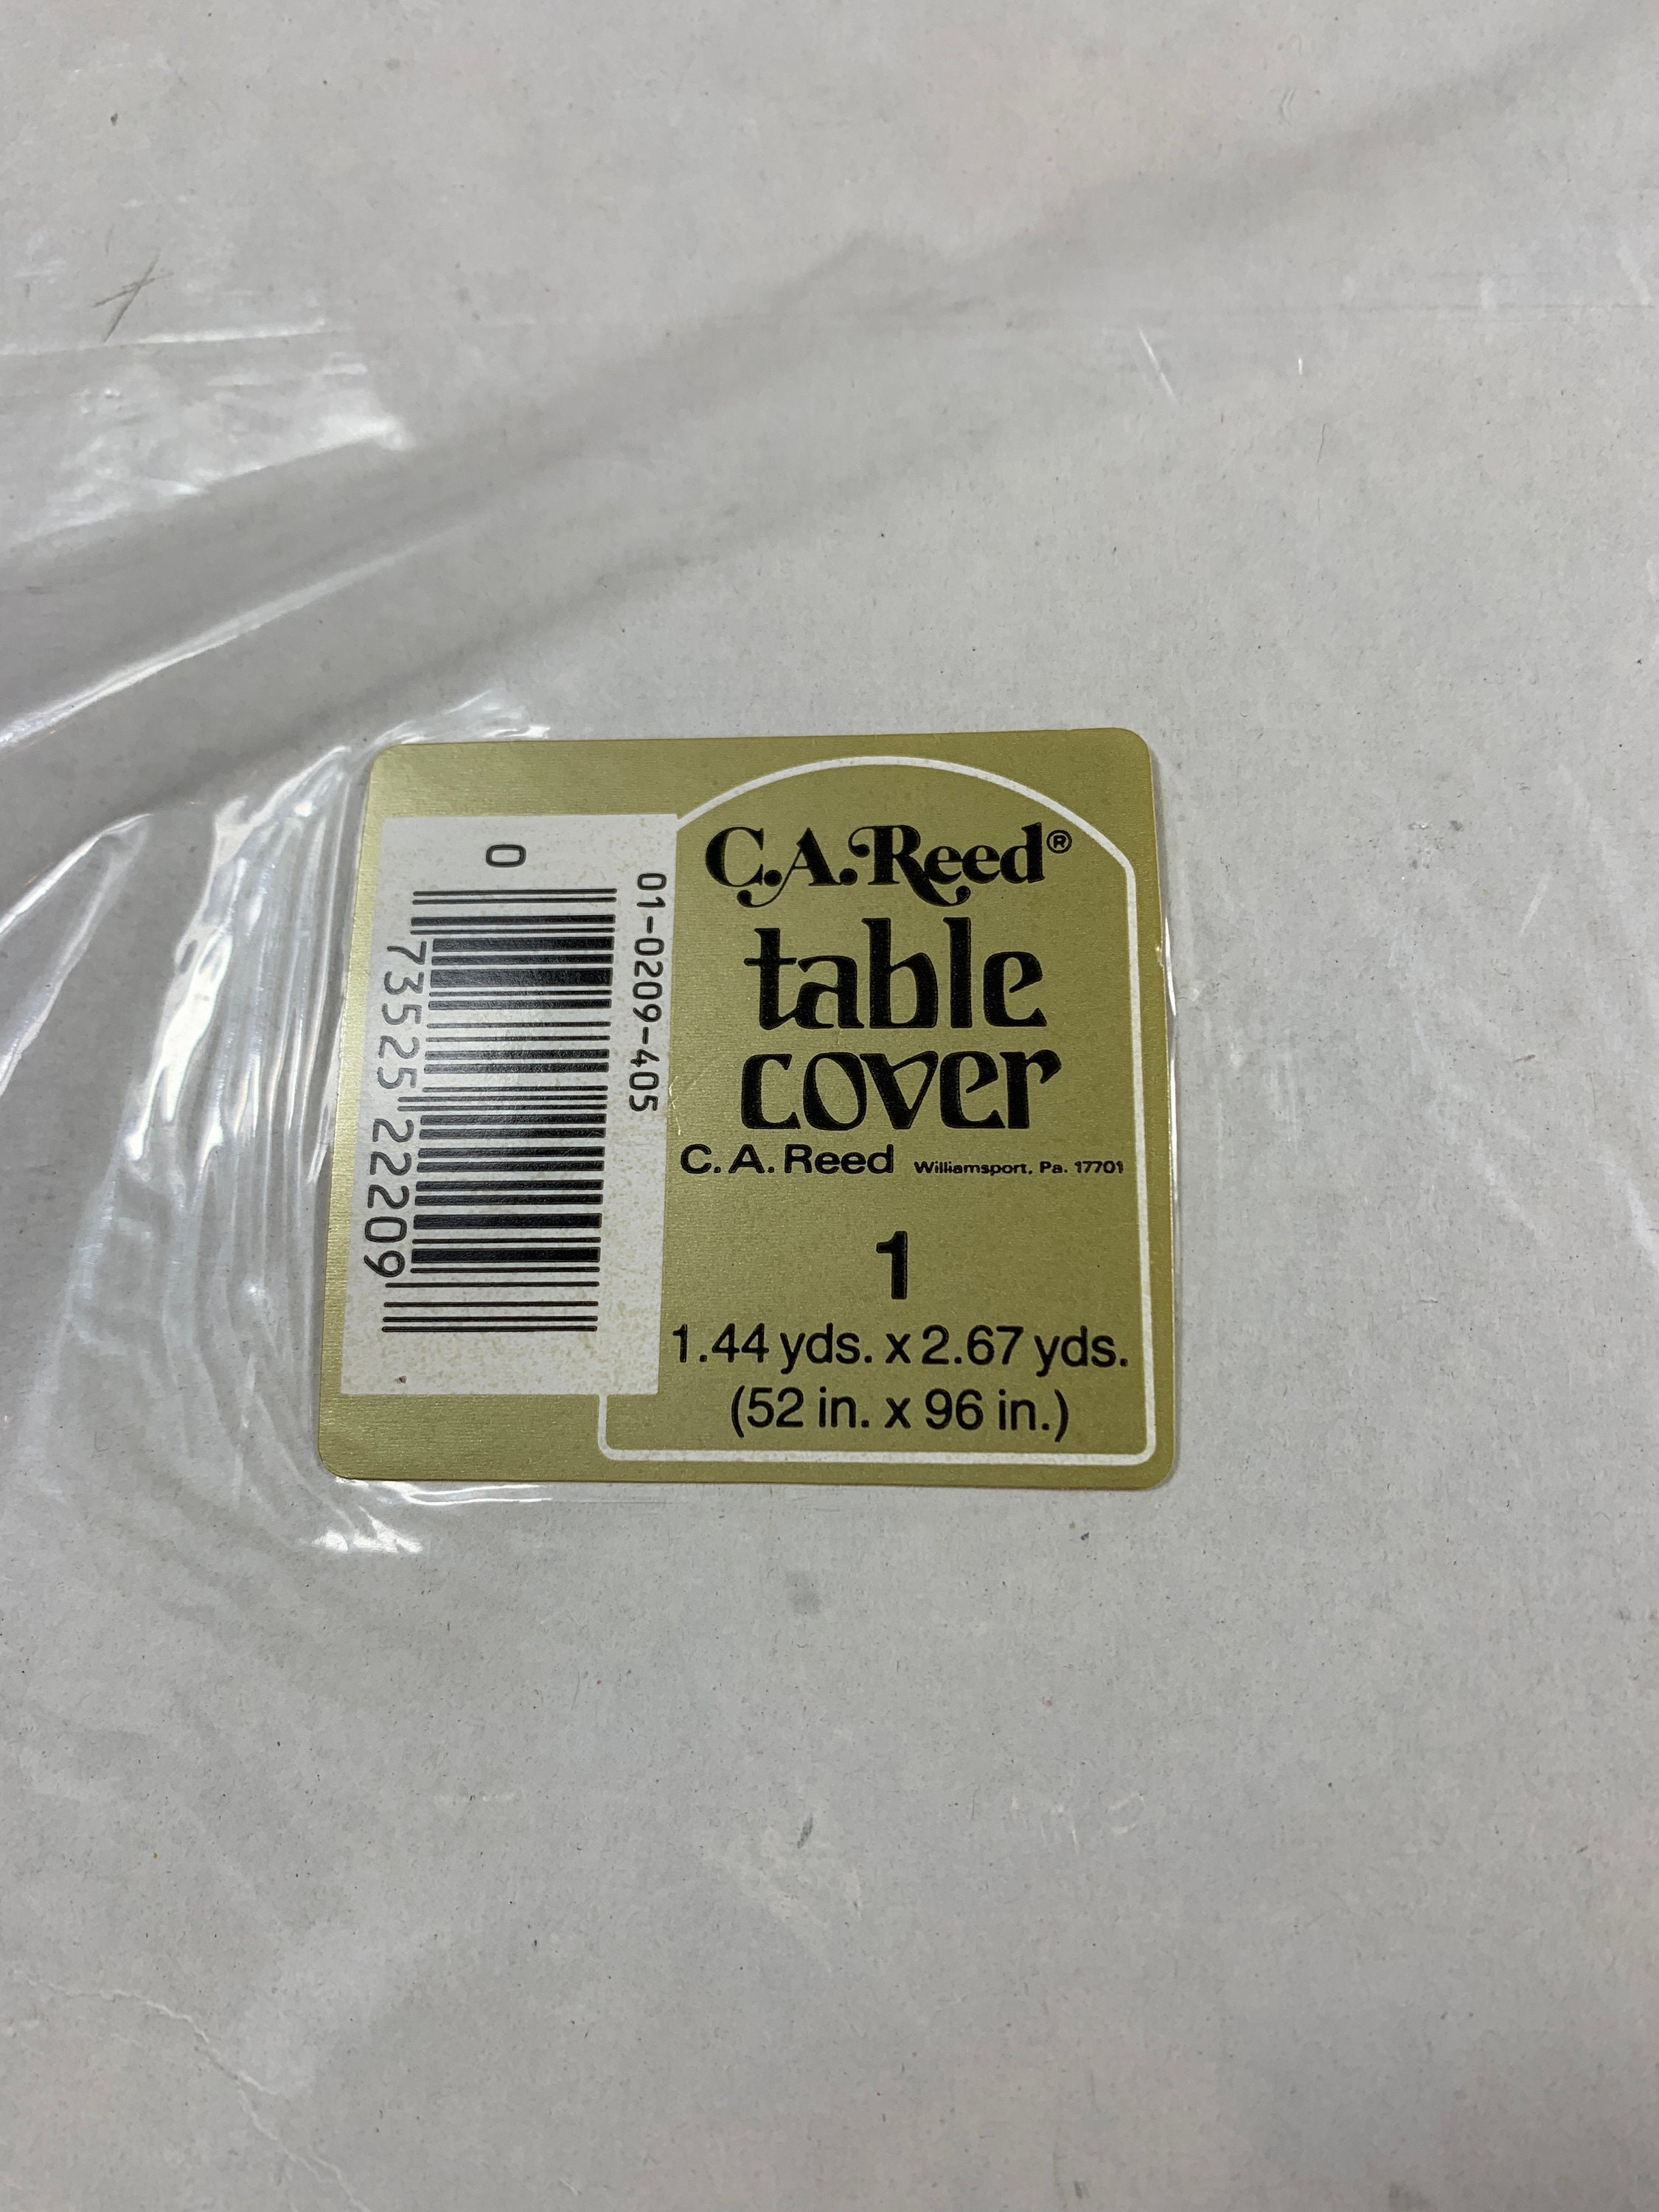 C.A. Reed®
table
cover
C. A. Reed Williamsport, Pa. 17701
1
1.44 yds. x 2.67 yds.
(52 in. x 96 in.)
01-0209-405
0 73525 22209